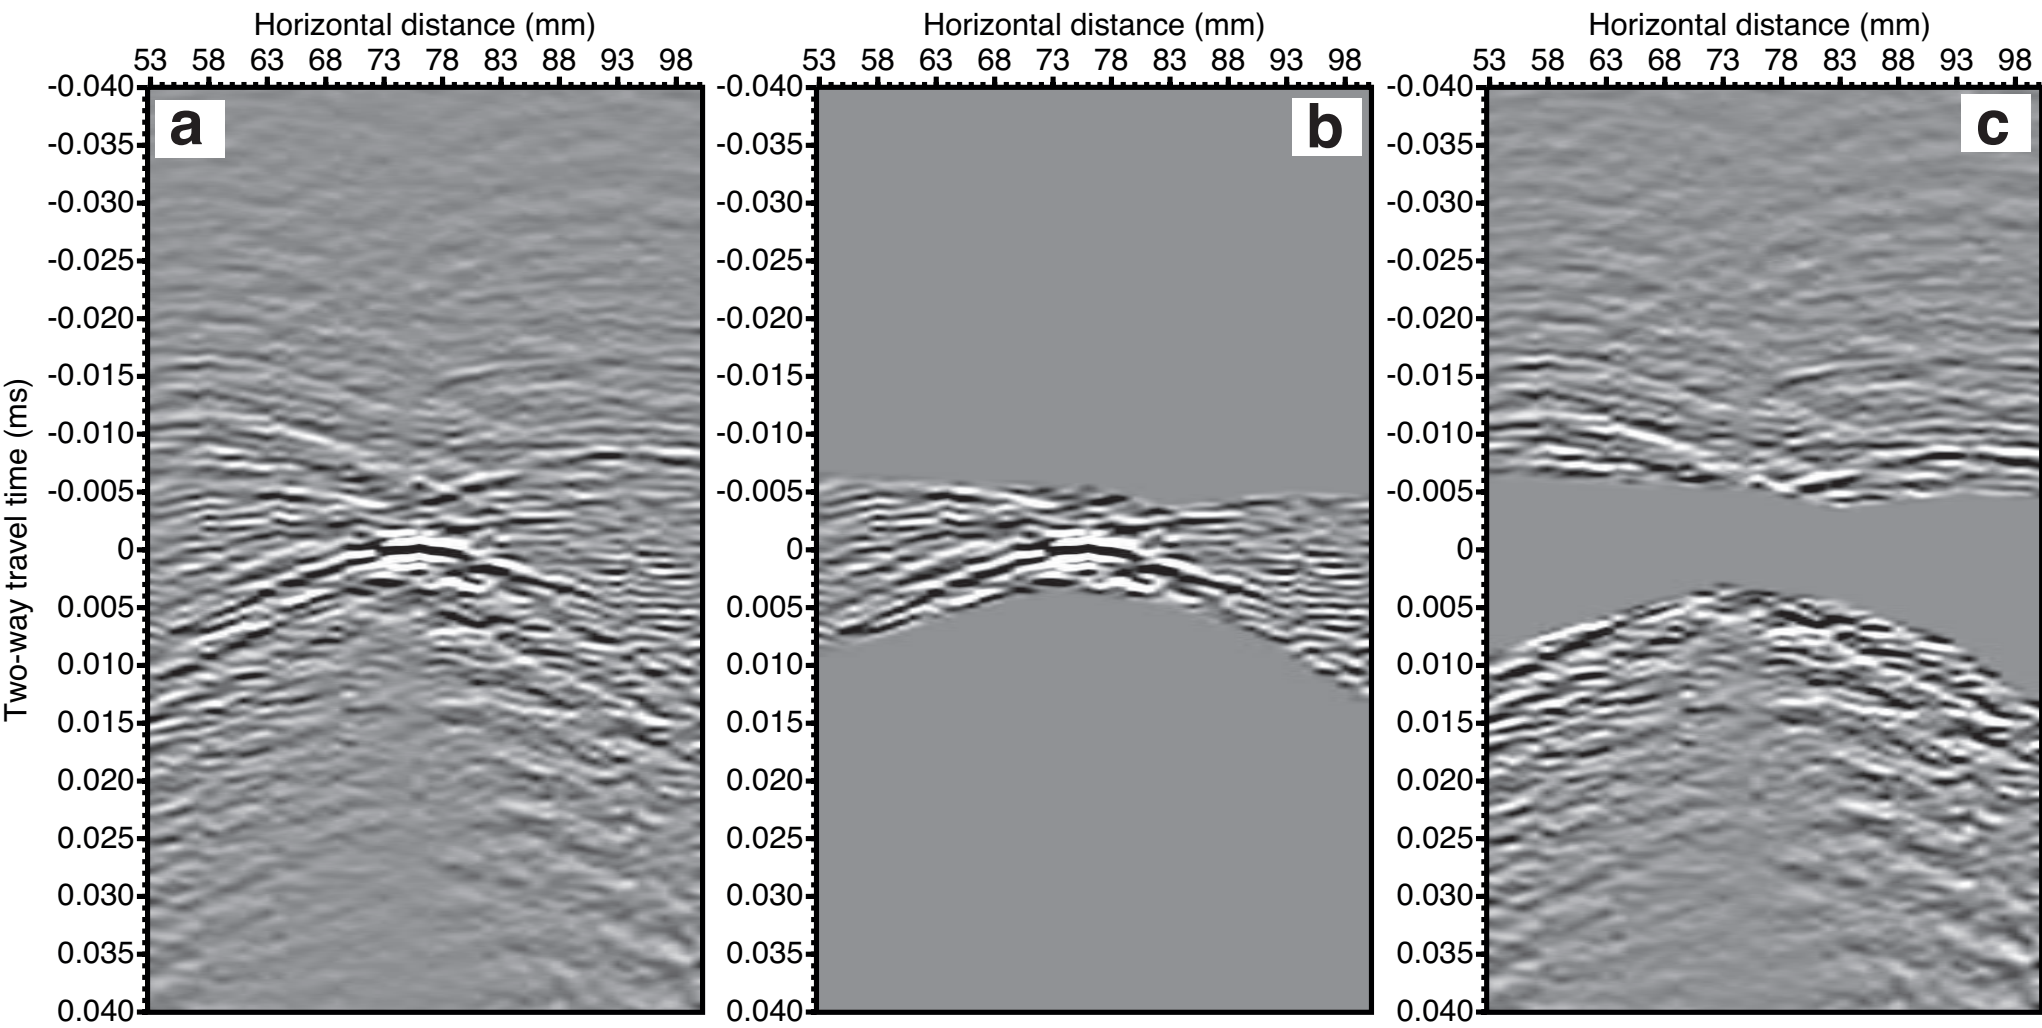 Horizontal distance (mm) Horizontal distance (mm) Horizontal distance (mm)
53 58 63 68 73 78 83 88 93 98 53 58 63 68 73 78 83 88 93 98 53 58 63 68 73 78 83 88 93 98
-0.040 -0.040 -0.040
a b c
-0.035 -0.035 -0.035
-0.030 -0.030 -0.030
-0.025 -0.025 -0.025
-0.020 -0.020 -0.020
-0.015 -0.015 -0.015
-0.010 -0.010 -0.010
-0.005 -0.005 -0.005
Two-way travel time (ms)
0 0 0
0.005 0.005 0.005
0.010 0.010 0.010
0.015 0.015 0.015
0.020 0.020 0.020
0.025 0.025 0.025
0.030 0.030 0.030
0.035 0.035 0.035
0.040 0.040 0.040